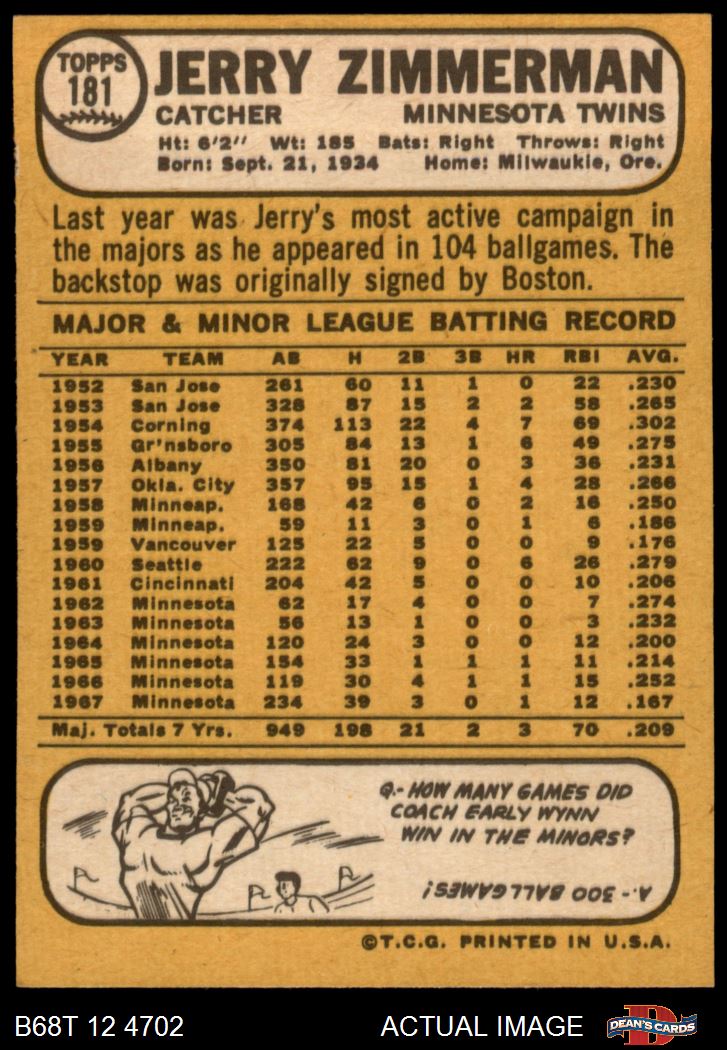 TOPPS
181
JERRY ZIMMERMAN
CATCHER MINNESOTA TWINS
Ht: 6'2" Wt: 185 Bats: Right Throws: Right
Born: Sept. 21, 1934 Home: Milwaukie, Ore.
Last year was Jerry's most active campaign in
the majors as he appeared in 104 ballgames. The
backstop was originally signed by Boston.
MAJOR & MINOR LEAGUE BATTING RECORD
YEAR TEAM AB H 2B 3B HR RBI AVG.
1952 San Jose 261 60 11 1 0 22 .230
1953 San Jose 328 87 15 2 2 58 .265
1954 Corning 374 113 22 4 7 69 .302
1955 Gr'nsboro 305 84 13 1 6 49 .275
1956 Albany 350 81 20 0 3 36 .231
1957 Okla. City 357 95 15 1 4 28 .266
1958 Minneap. 168 42 6 0 2 16 .250
1959 Minneap. 59 11 3 0 1 6 .186
1959 Vancouver 125 22 5 0 0 9 .176
1960 Seattle 222 62 9 0 6 26 .279
1961 Cincinnati 204 42 5 0 0 10 .206
1962 Minnesota 62 17 4 0 0 7 .274
1963 Minnesota 56 13 1 0 0 3 .232
1964 Minnesota 120 24 3 0 0 12 .200
1965 Minnesota 154 33 1 1 1 11 .214
1966 Minnesota 119 30 4 1 1 15 .252
1967 Minnesota 234 39 3 0 1 12 .167
Maj. Totals 7 Yrs. 949 198 21 2 3 70 .209
Q.- HOW MANY GAMES DID
COACH EARLY WYNN
WIN IN THE MINORS?
A.- 300 BALLGAMES!
©T.C.G. PRINTED IN U.S.A.
B68T 12 4702 ACTUAL IMAGE
D
DEAN'S CARDS